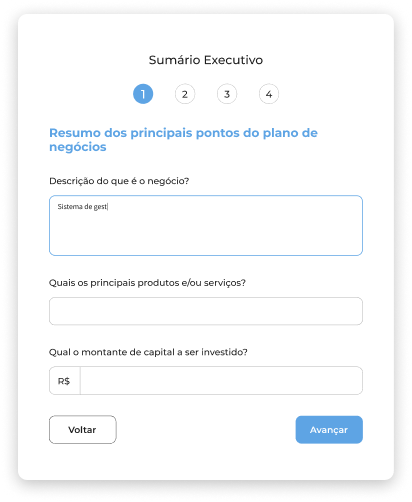 Sumário Executivo
1 2 3 4
Resumo dos principais pontos do plano de
negócios
Descrição do que é o negócio?
Sistema de gest
Quais os principais produtos e/ou serviços?
Qual o montante de capital a ser investido?
R$
Voltar Avançar